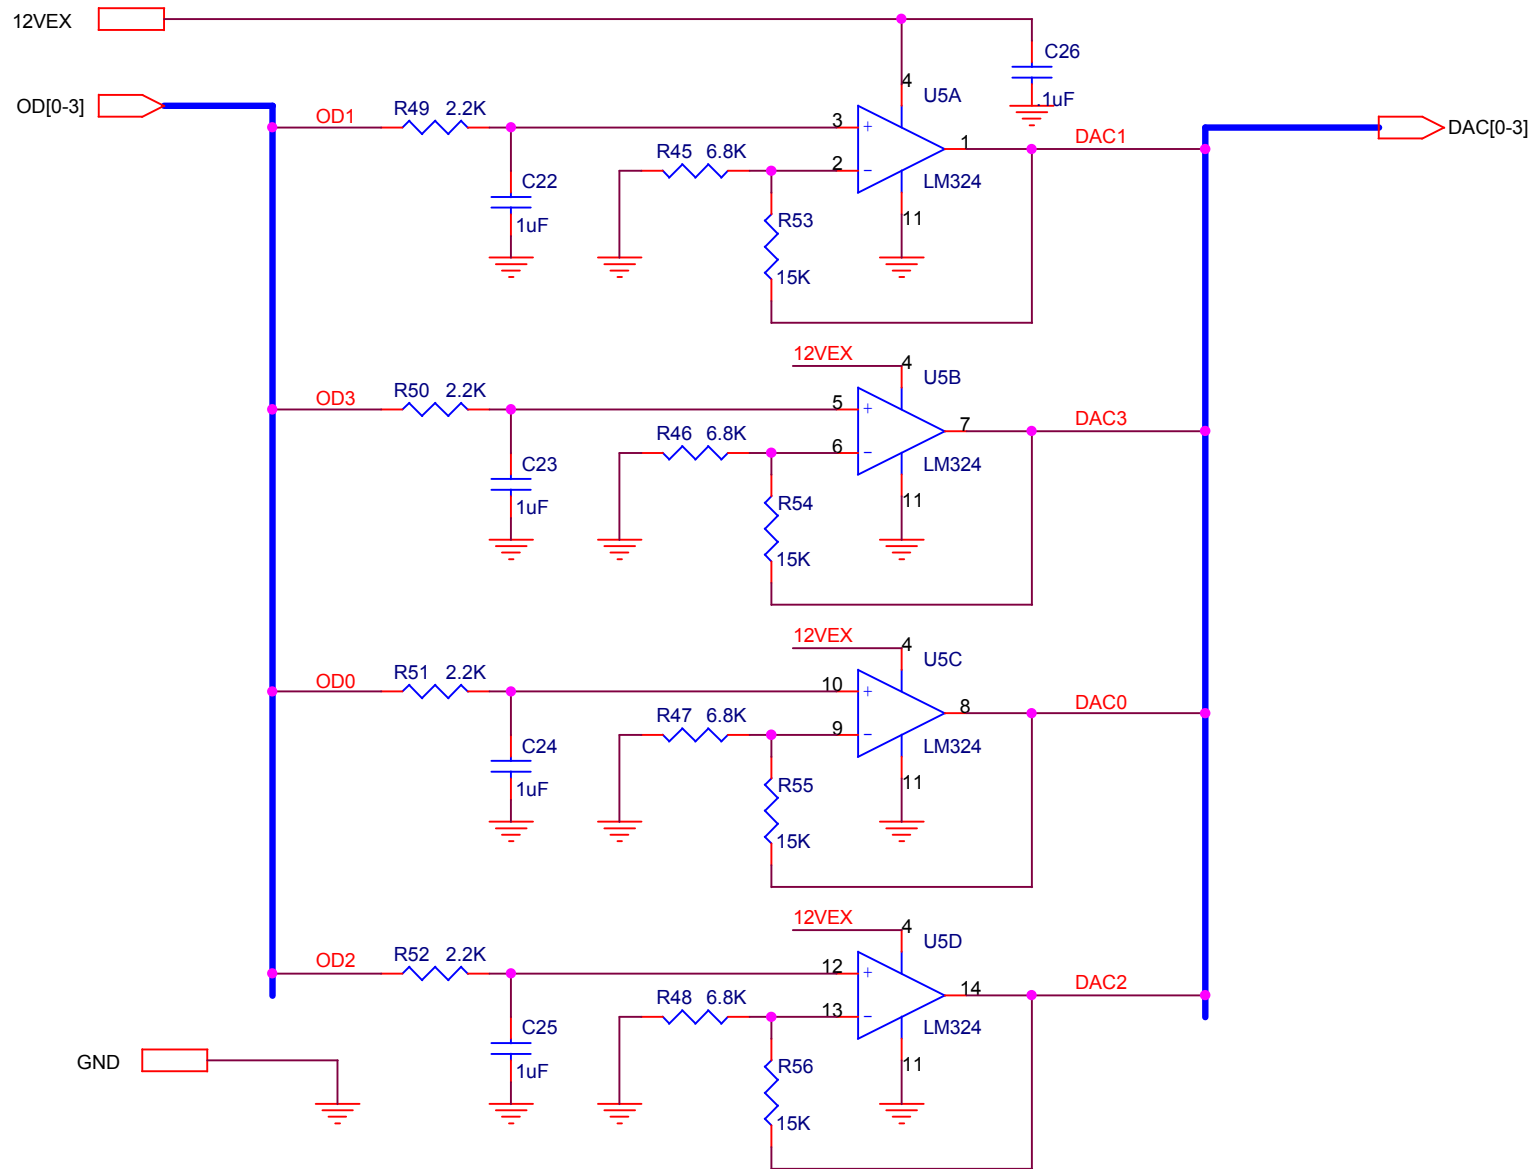 12VEX
C26
.1uF
4
U5A
OD[0-3]
OD1
R49 2.2K
3
+
1
DAC1
DAC[0-3]
R45 6.8K
2
−
LM324
C22
1uF
11
R53
15K
12VEX
4
U5B
OD3
R50 2.2K
5
+
7
DAC3
R46 6.8K
6
−
LM324
C23
1uF
11
R54
15K
12VEX
4
U5C
OD0
R51 2.2K
10
+
8
DAC0
R47 6.8K
9
−
LM324
C24
1uF
11
R55
15K
12VEX
4
U5D
OD2
R52 2.2K
12
+
14
DAC2
R48 6.8K
13
−
LM324
C25
1uF
11
GND
R56
15K